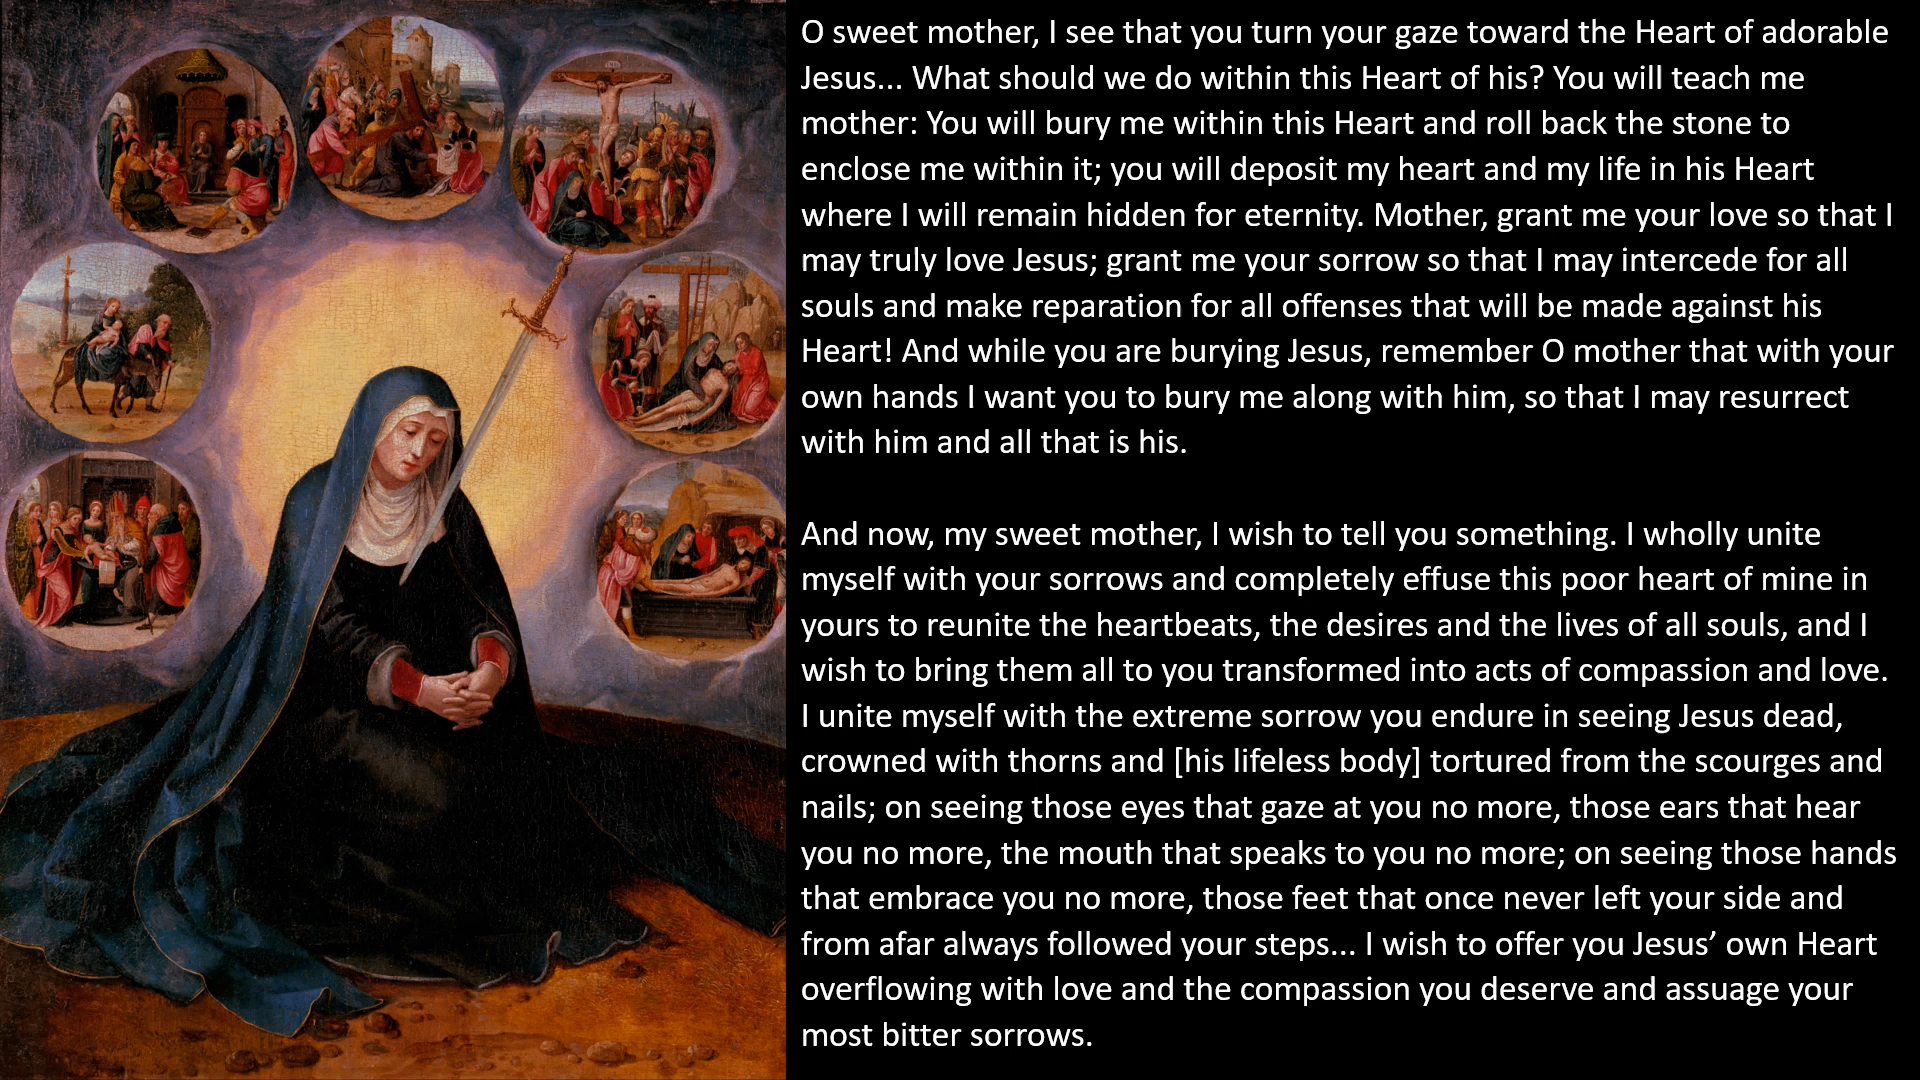 O sweet mother, I see that you turn your gaze toward the Heart of adorable
Jesus... What should we do within this Heart of his? You will teach me
mother: You will bury me within this Heart and roll back the stone to
enclose me within it; you will deposit my heart and my life in his Heart
where I will remain hidden for eternity. Mother, grant me your love so that I
may truly love Jesus; grant me your sorrow so that I may intercede for all
souls and make reparation for all offenses that will be made against his
Heart! And while you are burying Jesus, remember O mother that with your
own hands I want you to bury me along with him, so that I may resurrect
with him and all that is his.
And now, my sweet mother, I wish to tell you something. I wholly unite
myself with your sorrows and completely effuse this poor heart of mine in
yours to reunite the heartbeats, the desires and the lives of all souls, and I
wish to bring them all to you transformed into acts of compassion and love.
I unite myself with the extreme sorrow you endure in seeing Jesus dead,
crowned with thorns and [his lifeless body] tortured from the scourges and
nails; on seeing those eyes that gaze at you no more, those ears that hear
you no more, the mouth that speaks to you no more; on seeing those hands
that embrace you no more, those feet that once never left your side and
from afar always followed your steps... I wish to offer you Jesus’ own Heart
overflowing with love and the compassion you deserve and assuage your
most bitter sorrows.